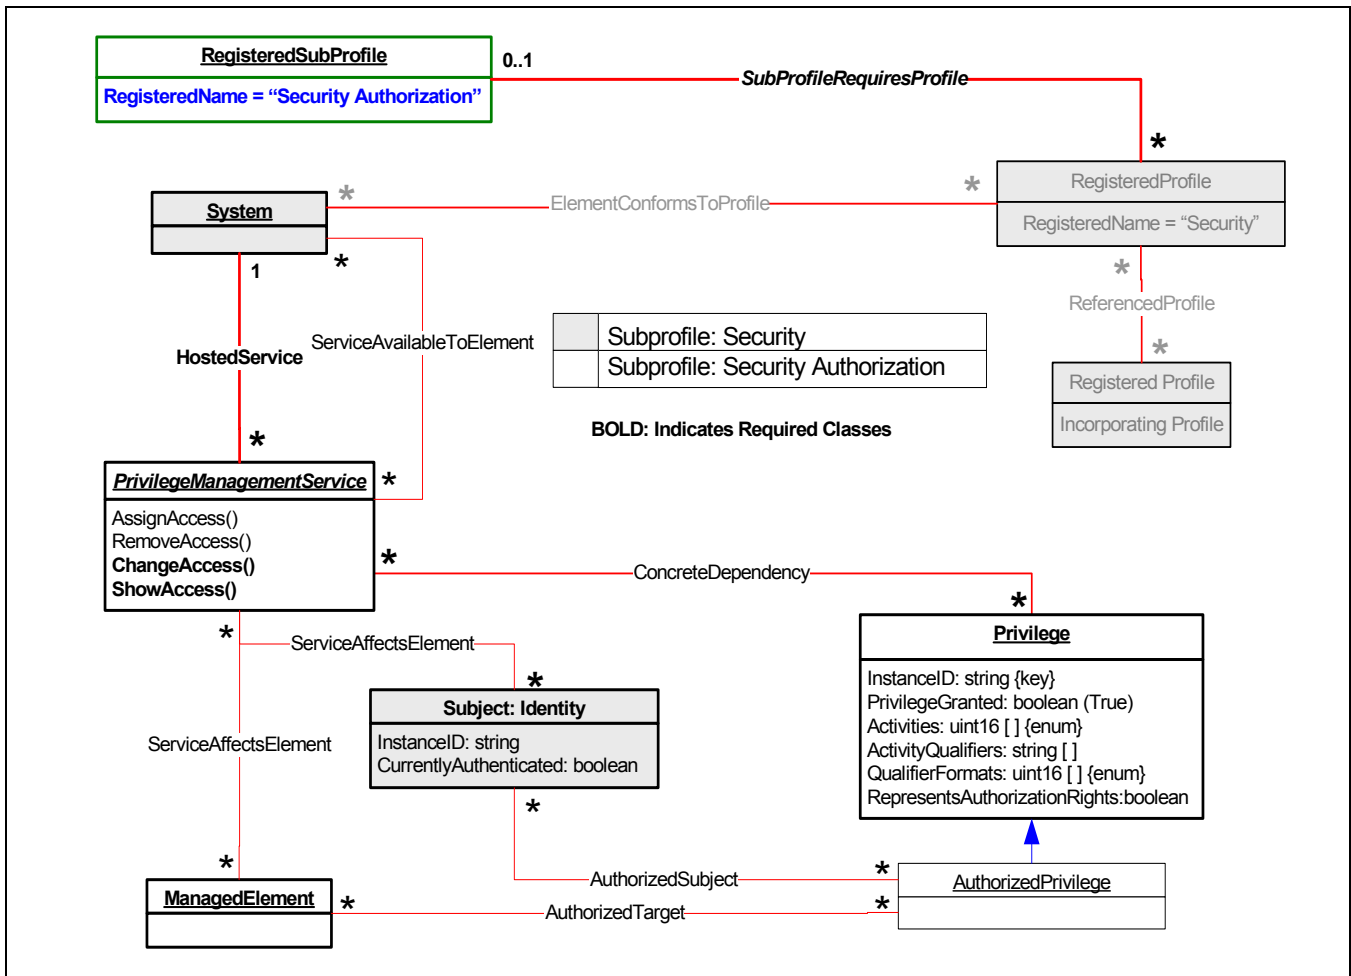 RegisteredSubProfile
RegisteredName = “Security Authorization”
0..1
SubProfileRequiresProfile
*
RegisteredProfile
RegisteredName = “Security”
*
ElementConformsToProfile
*
System
*
1
*
ReferencedProfile
*
Registered Profile
Incorporating Profile
ServiceAvailableToElement
HostedService
Subprofile: Security
Subprofile: Security Authorization
BOLD: Indicates Required Classes
*
PrivilegeManagementService
*
AssignAccess()
RemoveAccess()
ChangeAccess()
ShowAccess()
*
ConcreteDependency
*
Privilege
InstanceID: string {key}
PrivilegeGranted: boolean (True)
Activities: uint16 [ ] {enum}
ActivityQualifiers: string [ ]
QualifierFormats: uint16 [ ] {enum}
RepresentsAuthorizationRights:boolean
*
ServiceAffectsElement
*
Subject: Identity
InstanceID: string
CurrentlyAuthenticated: boolean
ServiceAffectsElement
*
*
AuthorizedSubject
*
AuthorizedPrivilege
ManagedElement
*
AuthorizedTarget
*